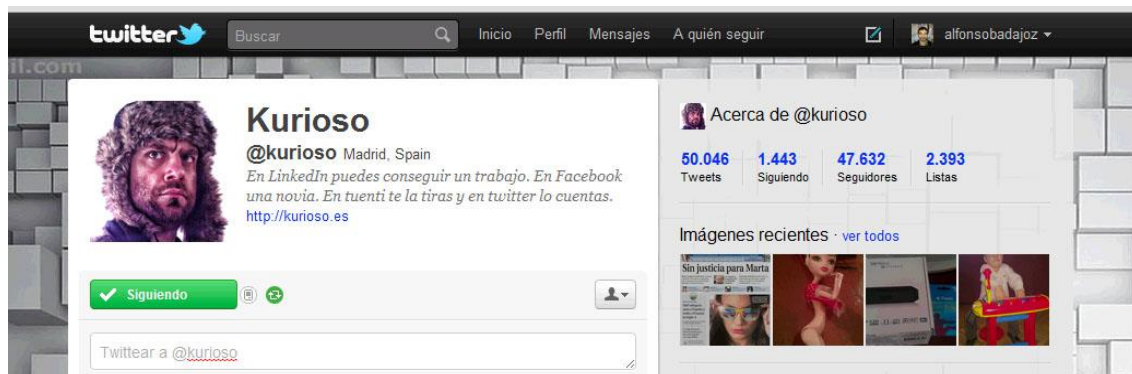 twitter
Buscar
Inicio Perfil Mensajes A quién seguir
alfonsobadajoz
il.com
Kurioso
@kurioso Madrid, Spain
En LinkedIn puedes conseguir un trabajo. En Facebook
una novia. En tuenti te la tiras y en twitter lo cuentas.
http://kurioso.es
Siguiendo
Twittear a @kurioso
Acerca de @kurioso
50.046 1.443 47.632 2.393
Tweets Siguiendo Seguidores Listas
Imágenes recientes · ver todos
Sin justicia para Marta